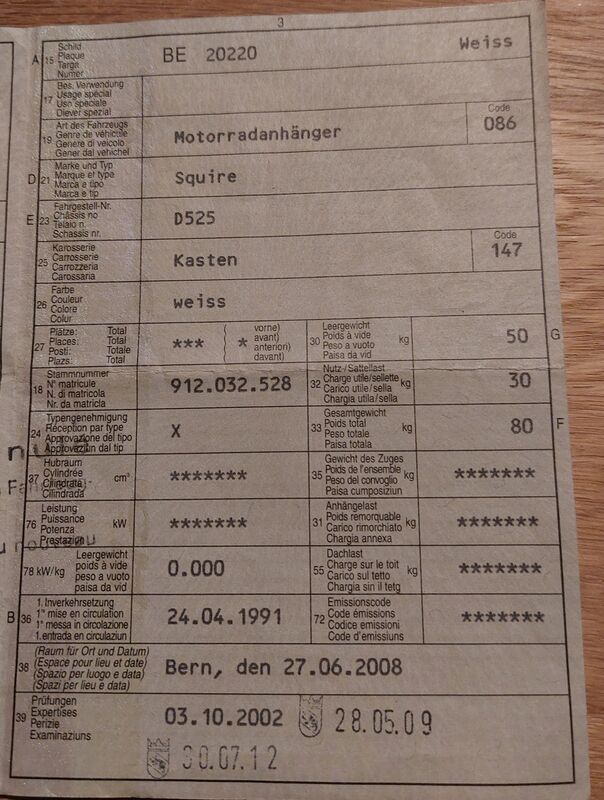 3
A 15 Schild
Plaque
Targa
Numer
BE 20220 Weiss
17 Bes. Verwendung
Usage spécial
Uso speciale
Diever spezial
19 Art des Fahrzeugs
Genre de véhicule
Genere di veicolo
Gener dal vehichel
Motorradanhänger
Code
086
D 21 Marke und Typ
Marque et type
Marca e tipo
Marca e tip
Squire
E 23 Fahrgestell-Nr.
Châssis no
Telaio n.
Schassis nr.
D525
25 Karosserie
Carrosserie
Carrozzeria
Carossaria
Kasten
Code
147
26 Farbe
Couleur
Colore
Colur
weiss
27 Plätze: Total
Places: Total
Posti: Totale
Plazs: Total
*** ( * vorne)
avant)
anteriori)
davant)
30 Leergewicht
Poids à vide
Peso a vuoto
Paisa da vid
kg
50 G
18 Stammnummer
N° matricule
N. di matricola
Nr. da matricla
912.032.528
32 Nutz-/Sattellast
Charge utile/sellette
Carico utile/sella
Chargia utila/sella
kg
30
24 Typengenehmigung
Réception par type
Approvazione del tipo
Approvaziun dal tip
X
33 Gesamtgewicht
Poids total
Peso totale
Paisa totala
kg
80 F
37 Hubraum
Cylindrée
Cilindrata
Cilindrada
cm³
*******
35 Gewicht des Zuges
Poids de l'ensemble
Peso del convoglio
Paisa cumposiziun
kg
*******
76 Leistung
Puissance
Potenza
Prestaziun
kW
*******
31 Anhängelast
Poids remorquable
Carico rimorchiato
Chargia annexa
kg
*******
78 kW/kg Leergewicht
poids à vide
peso a vuoto
paisa da vid
0.000
55 Dachlast
Charge sur le toit
Carico sul tetto
Chargia sin il tetg
kg
*******
B 36 1. Inverkehrsetzung
1re mise en circulation
1a messa in circolazione
1. entrada en circulaziun
24.04.1991
72 Emissionscode
Code émissions
Codice emissioni
Code d'emissiuns
*******
38 (Raum für Ort und Datum)
(Espace pour lieu et date)
(Spazio per luogo e data)
(Spazi per lieu e data)
Bern, den 27.06.2008
39 Prüfungen
Expertises
Perizie
Examinaziuns
03.10.2002 28.05.09
30.07.12